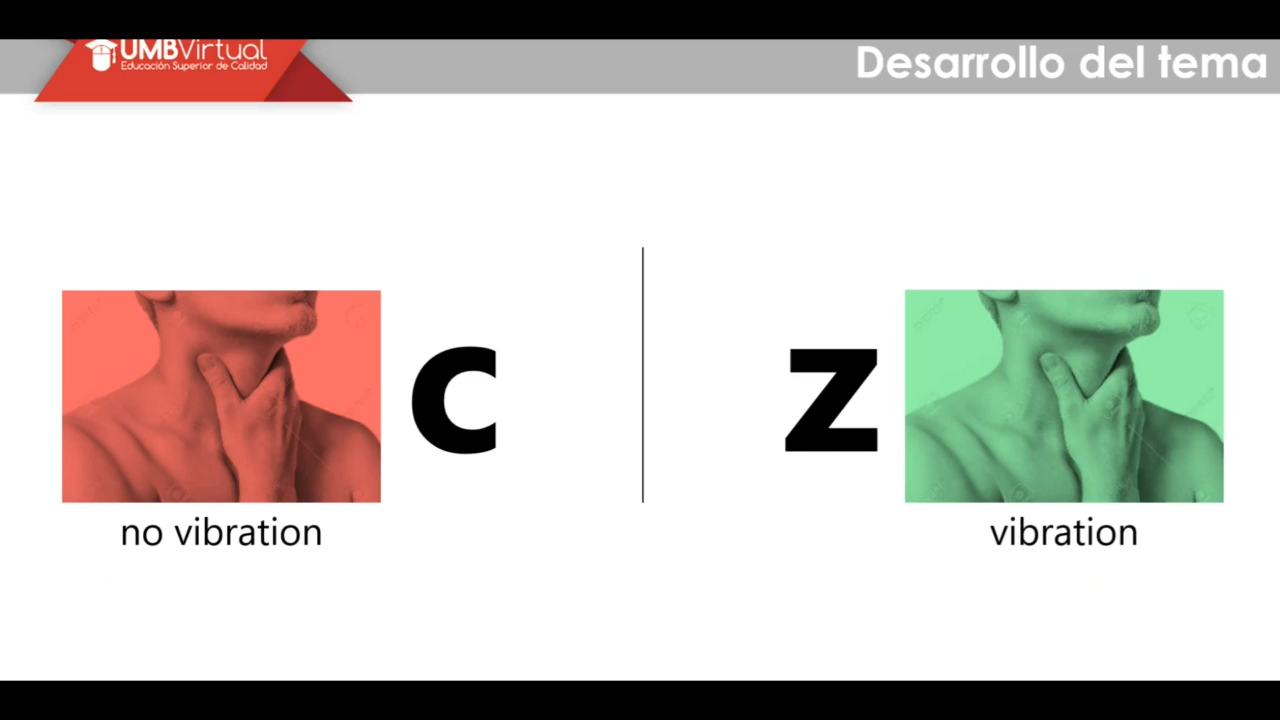 UMBVirtual
Educación Superior de Calidad
Desarrollo del tema
c
z
no vibration
vibration